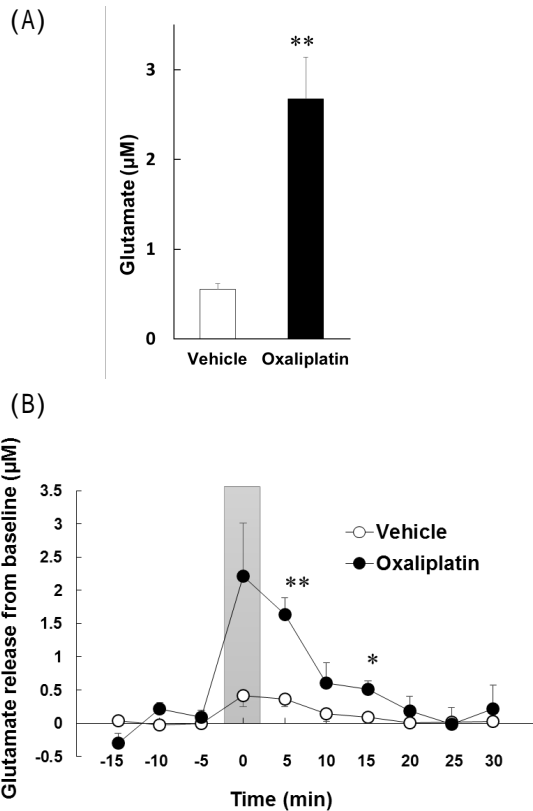 (A)
**
3
2
1
0
Glutamate (μM)
Vehicle Oxaliplatin
(B)
Glutamate release from baseline (μM)
3.5
3
2.5
2
1.5
1
0.5
0
-0.5
Vehicle
Oxaliplatin
**
*
-15 -10 -5 0 5 10 15 20 25 30
Time (min)